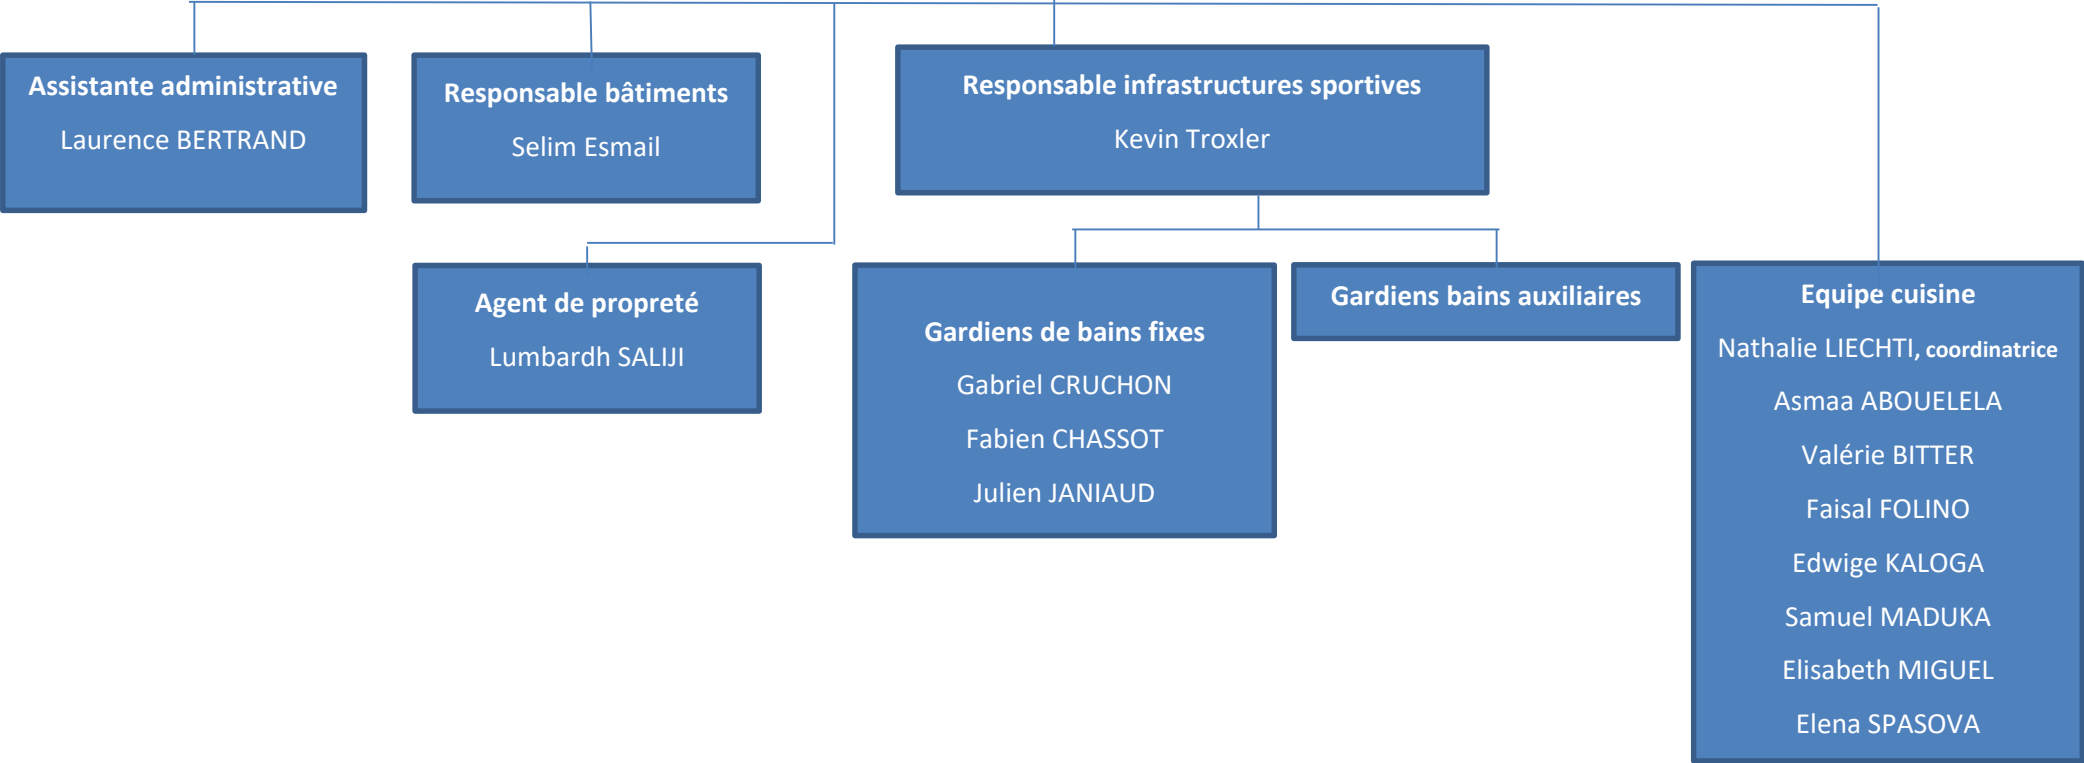 Assistante administrative
Laurence BERTRAND
Responsable bâtiments
Selim Esmail
Responsable infrastructures sportives
Kevin Troxler
Agent de propreté
Lumbardh SALIJI
Gardiens de bains fixes
Gabriel CRUCHON
Fabien CHASSOT
Julien JANIAUD
Gardiens bains auxiliaires
Equipe cuisine
Nathalie LIECHTI, coordinatrice
Asmaa ABOUELELA
Valérie BITTER
Faisal FOLINO
Edwige KALOGA
Samuel MADUKA
Elisabeth MIGUEL
Elena SPASOVA